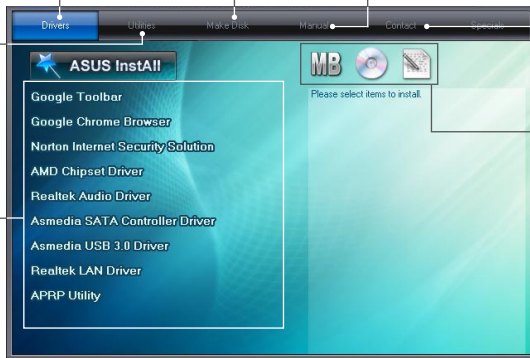 Drivers Utilities Make Disk Manual Contact Specials
ASUS InstAll
MB
Please select items to install.
Google Toolbar
Google Chrome Browser
Norton Internet Security Solution
AMD Chipset Driver
Realtek Audio Driver
Asmedia SATA Controller Driver
Asmedia USB 3.0 Driver
Realtek LAN Driver
APRP Utility